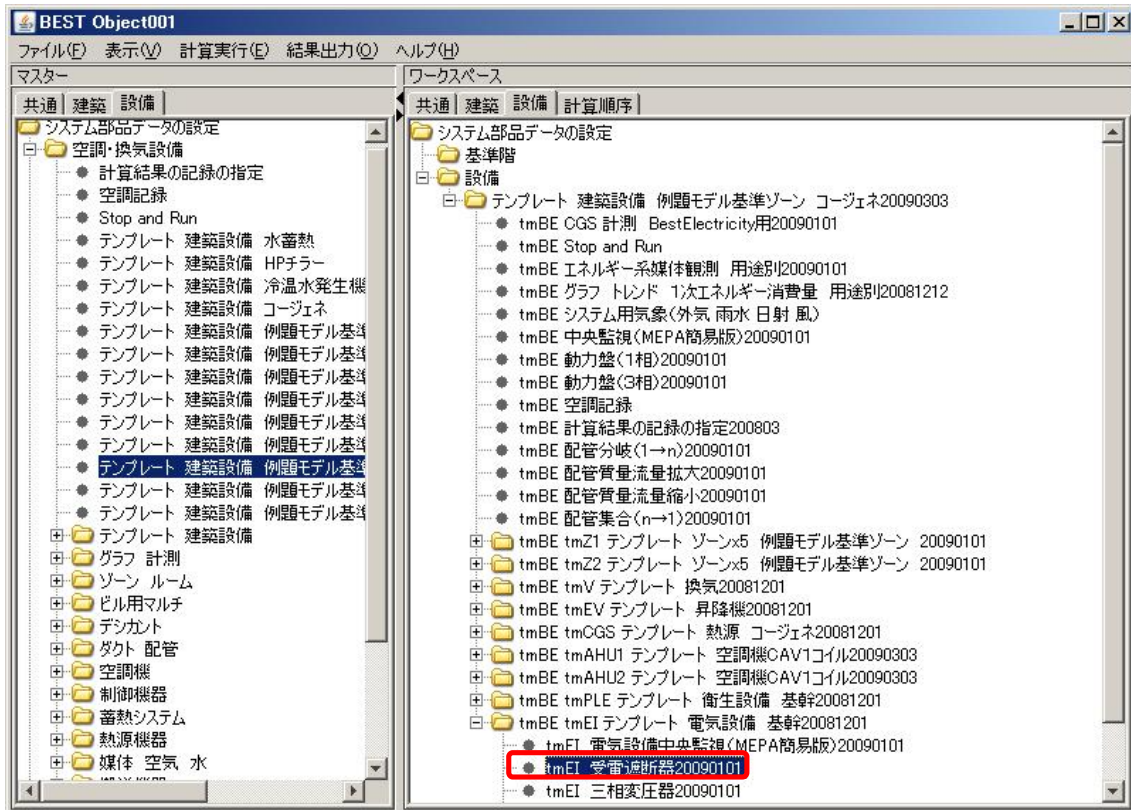 BEST Object001
ファイル(F) 表示(V) 計算実行(E) 結果出力(O) ヘルプ(H)
マスター
共通 建築 設備
システム部品データの設定
空調・換気設備
計算結果の記録の指定
空調記録
Stop and Run
テンプレート 建築設備 水蓄熱
テンプレート 建築設備 HPチラー
テンプレート 建築設備 冷温水発生機
テンプレート 建築設備 コージェネ
テンプレート 建築設備 例題モデル基準
テンプレート 建築設備 例題モデル基準
テンプレート 建築設備 例題モデル基準
テンプレート 建築設備 例題モデル基準
テンプレート 建築設備 例題モデル基準
テンプレート 建築設備 例題モデル基準
テンプレート 建築設備 例題モデル基準
テンプレート 建築設備 例題モデル基準
テンプレート 建築設備 例題モデル基準
テンプレート 建築設備
グラフ 計測
ゾーン ルーム
ビル用マルチ
デシカント
ダクト 配管
空調機
制御機器
蓄熱システム
熱源機器
媒体 空気 水
ワークスペース
共通 建築 設備 計算順序
システム部品データの設定
基準階
設備
テンプレート 建築設備 例題モデル基準ゾーン コージェネ20090303
tmBE CGS 計測 BestElectricity用20090101
tmBE Stop and Run
tmBE エネルギー系媒体観測 用途別20090101
tmBE グラフ トレンド 1次エネルギー消費量 用途別20081212
tmBE システム用気象(外気 雨水 日射 風)
tmBE 中央監視(MEPA簡易版)20090101
tmBE 動力盤(1相)20090101
tmBE 動力盤(3相)20090101
tmBE 空調記録
tmBE 計算結果の記録の指定200803
tmBE 配管分岐(1→n)20090101
tmBE 配管質量流量拡大20090101
tmBE 配管質量流量縮小20090101
tmBE 配管集合(n→1)20090101
tmBE tmZ1 テンプレート ゾーンx5 例題モデル基準ゾーン 20090101
tmBE tmZ2 テンプレート ゾーンx5 例題モデル基準ゾーン 20090101
tmBE tmV テンプレート 換気20081201
tmBE tmEV テンプレート 昇降機20081201
tmBE tmCGS テンプレート 熱源 コージェネ20081201
tmBE tmAHU1 テンプレート 空調機CAV1コイル20090303
tmBE tmAHU2 テンプレート 空調機CAV1コイル20090303
tmBE tmPLE テンプレート 衛生設備 基幹20081201
tmBE tmEI テンプレート 電気設備 基幹20081201
tmEI 電気設備中央監視(MEPA簡易版)20090101
tmEI 受電遮断器20090101
tmEI 三相変圧器20090101